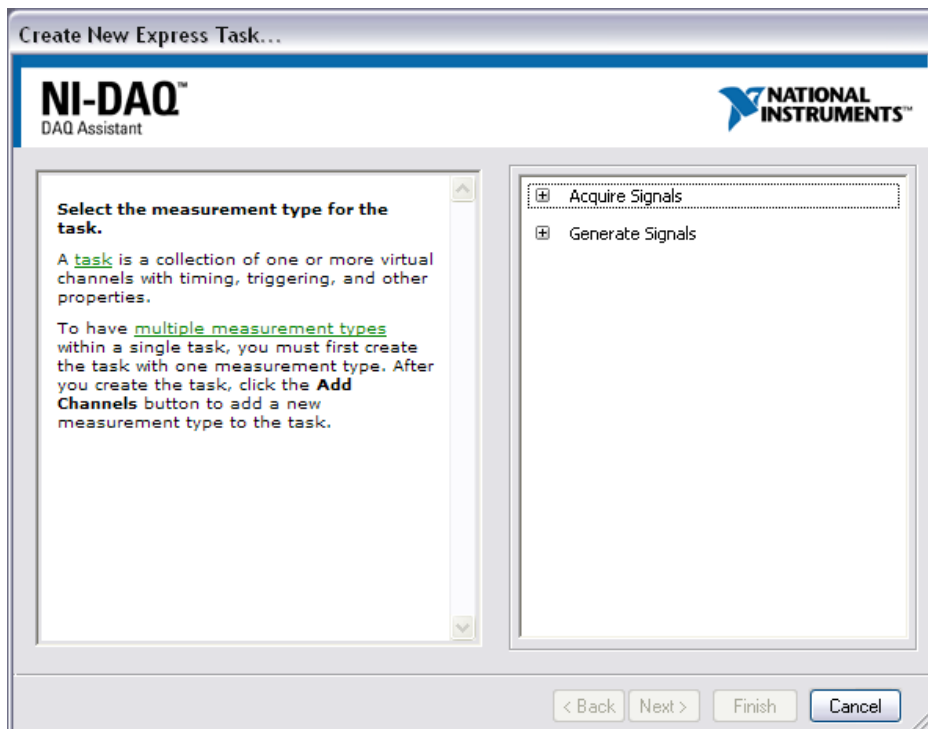 Create New Express Task...
NI-DAQ™
DAQ Assistant
NATIONAL
INSTRUMENTS™
Select the measurement type for the
task.
A task is a collection of one or more virtual
channels with timing, triggering, and other
properties.
To have multiple measurement types
within a single task, you must first create
the task with one measurement type. After
you create the task, click the Add
Channels button to add a new
measurement type to the task.
Acquire Signals
Generate Signals
< Back Next > Finish Cancel